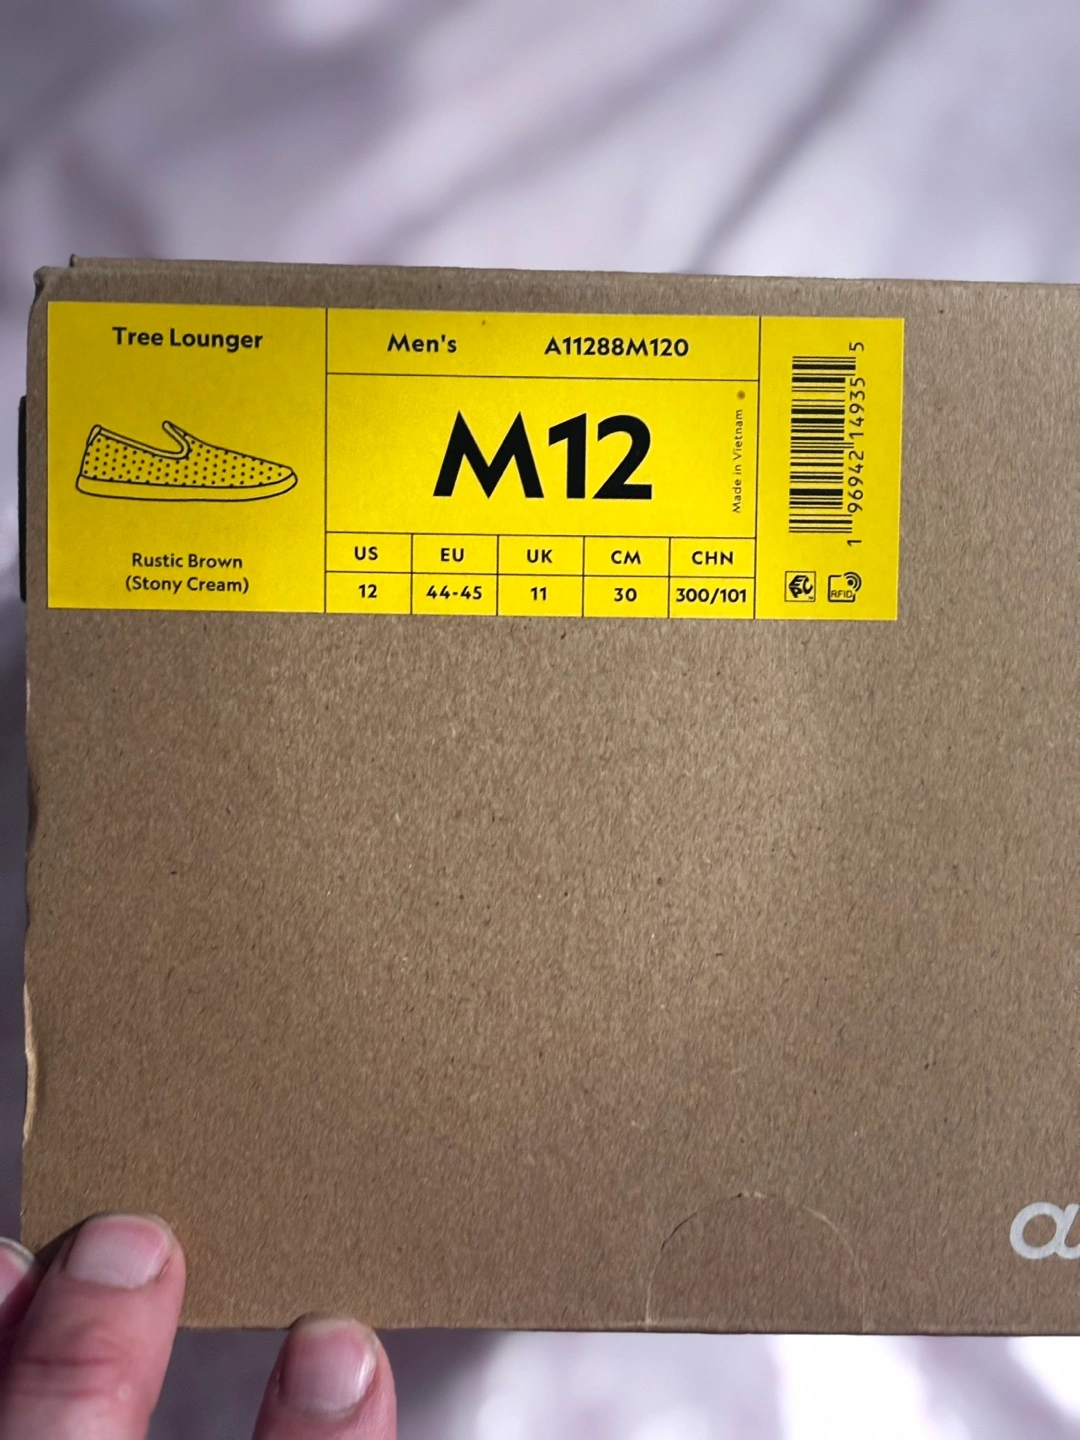 Tree Lounger
Rustic Brown
(Stony Cream)
Men's A11288M120
M12
Made in Vietnam
US EU UK CM CHN
12 44-45 11 30 300/101
1 96942 14935 5
EPC
RFID